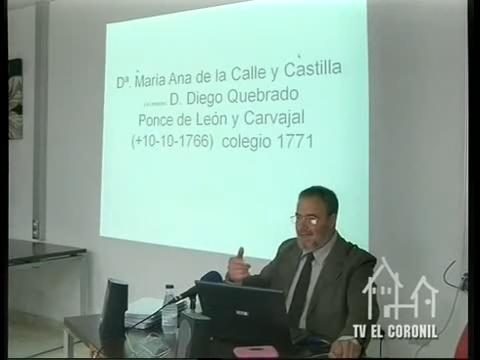 Dª. María Ana de la Calle y Castilla
D. Diego Quebrado
Ponce de León y Carvajal
(+10-10-1766) colegio 1771
TV EL CORONIL